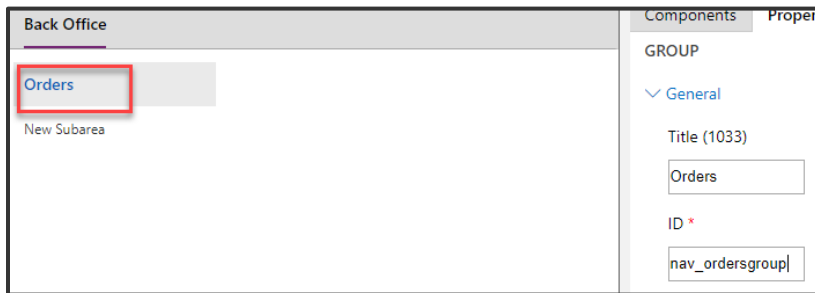 Back Office
Orders
New Subarea
Components
GROUP
General
Title (1033)
Orders
ID *
nav_ordersgroup